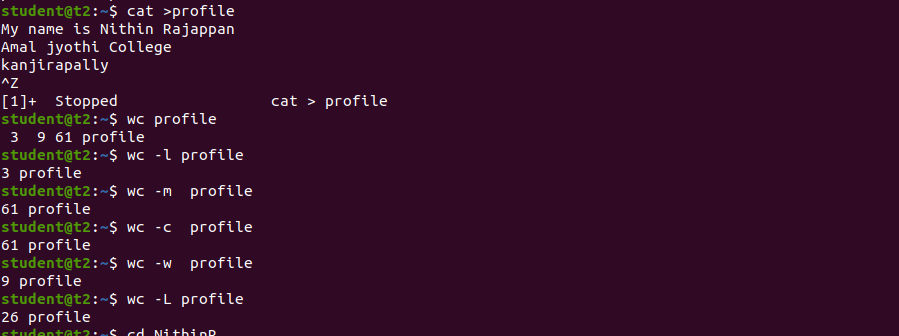 student@t2:~$ cat >profile
My name is Nithin Rajappan
Amal jyothi College
kanjirapally
^Z
[1]+  Stopped                 cat > profile
student@t2:~$ wc profile
 3  9 61 profile
student@t2:~$ wc -l profile
3 profile
student@t2:~$ wc -m  profile
61 profile
student@t2:~$ wc -c  profile
61 profile
student@t2:~$ wc -w  profile
9 profile
student@t2:~$ wc -L profile
26 profile
student@t2:~$ cd NithinR